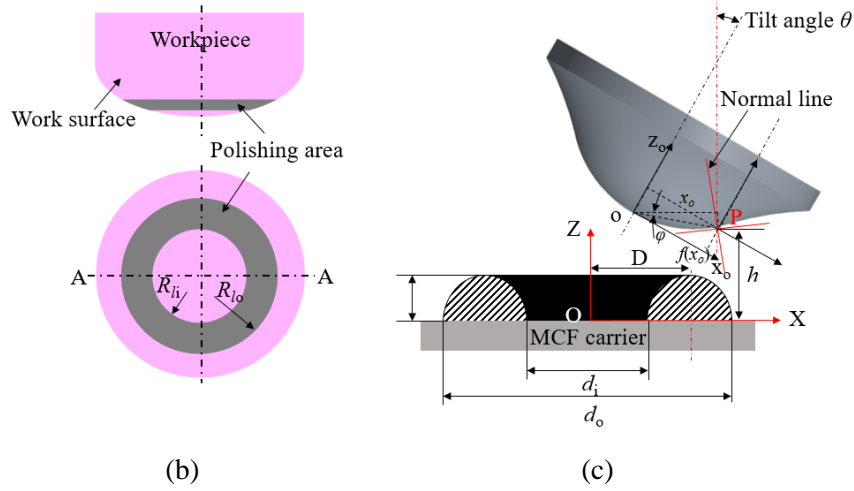 Workpiece
Work surface
Polishing area
A
A
R_li
R_lo
(b)
Tilt angle θ
Normal line
z_o
x_o
o
P
φ
f(x_o)
x_o
h
Z
D
O
X
MCF carrier
d_i
d_o
(c)